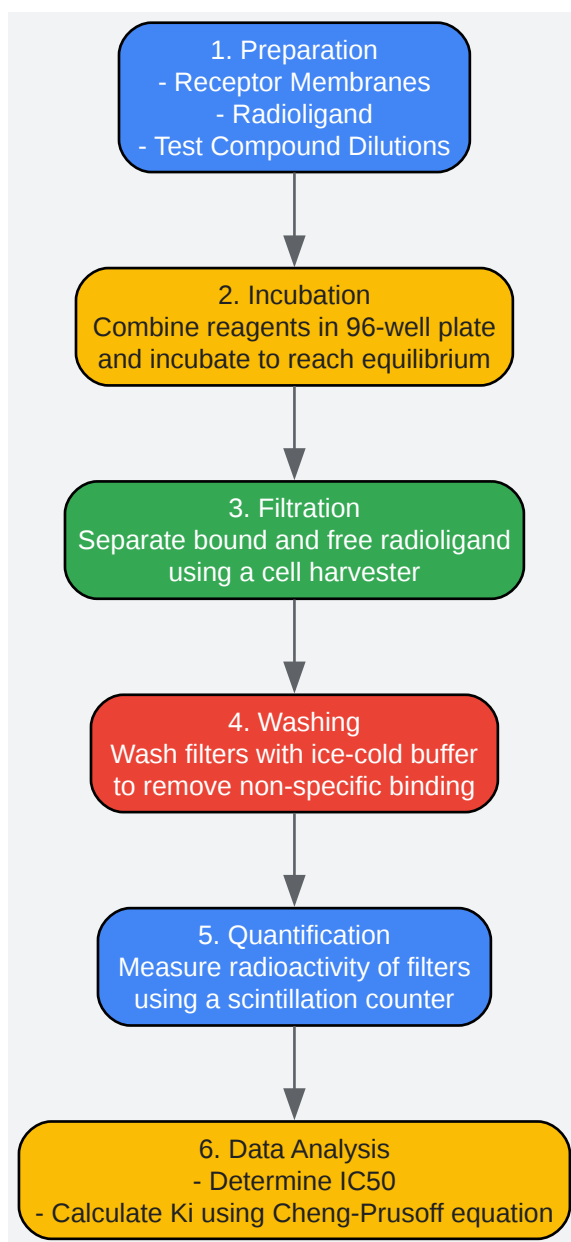 1. Preparation
- Receptor Membranes
- Radioligand
- Test Compound Dilutions
2. Incubation
Combine reagents in 96-well plate
and incubate to reach equilibrium
3. Filtration
Separate bound and free radioligand
using a cell harvester
4. Washing
Wash filters with ice-cold buffer
to remove non-specific binding
5. Quantification
Measure radioactivity of filters
using a scintillation counter
6. Data Analysis
- Determine IC50
- Calculate Ki using Cheng-Prusoff equation